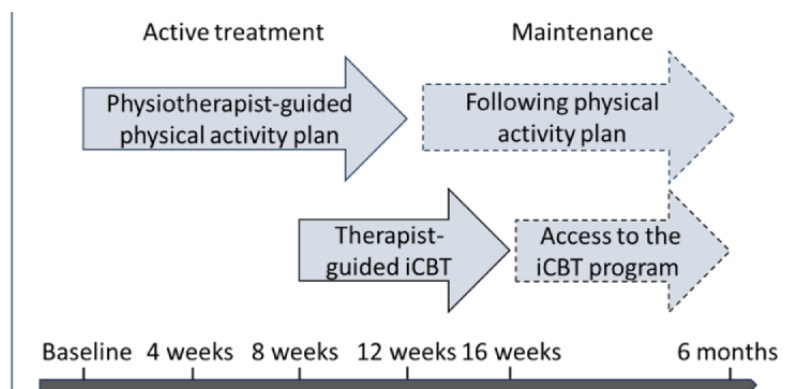 Active treatment
Maintenance
Physiotherapist-guided
physical activity plan
Following physical
activity plan
Therapist-
guided iCBT
Access to the
iCBT program
Baseline 4 weeks 8 weeks 12 weeks 16 weeks 6 months